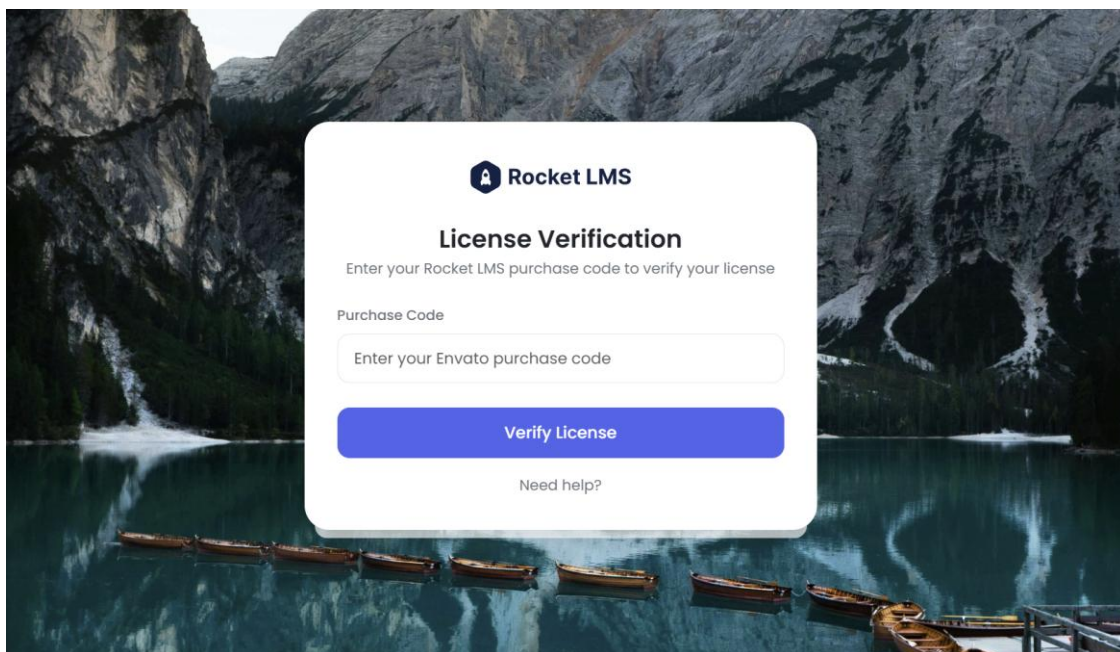 Rocket LMS
License Verification
Enter your Rocket LMS purchase code to verify your license
Purchase Code
Enter your Envato purchase code
Verify License
Need help?